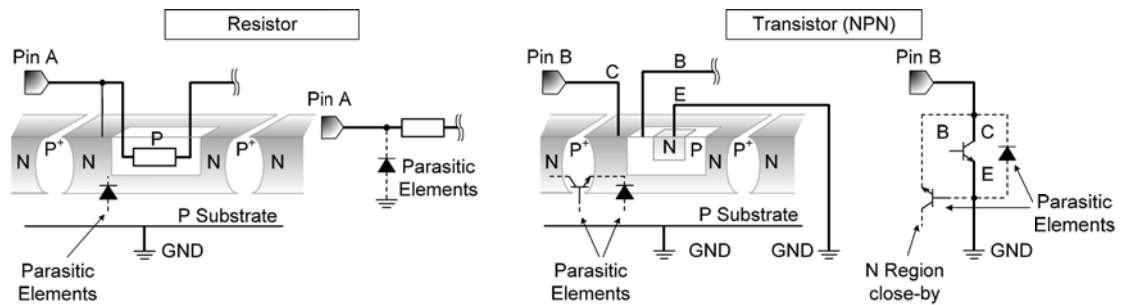 Resistor
Pin A
N
P+
N
P
N
P+
N
P Substrate
GND
Parasitic
Elements
Pin A
Parasitic
Elements
Transistor (NPN)
Pin B
C
B
E
N
P+
N
N
P
N
P+
N
P Substrate
GND
GND
Parasitic
Elements
Pin B
B
C
E
Parasitic
Elements
GND
N Region
close-by